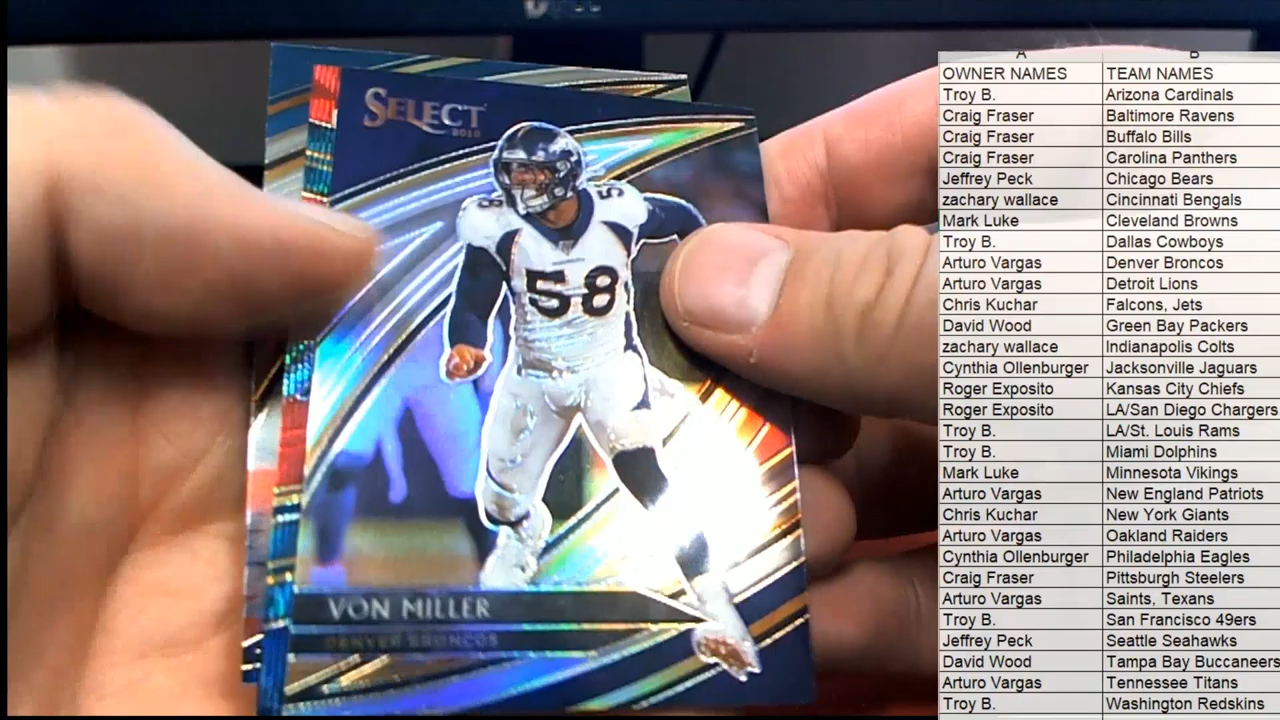 SELECT
2018
58
58
58
VON MILLER
DENVER BRONCOS
A B
OWNER NAMES TEAM NAMES
Troy B. Arizona Cardinals
Craig Fraser Baltimore Ravens
Craig Fraser Buffalo Bills
Craig Fraser Carolina Panthers
Jeffrey Peck Chicago Bears
zachary wallace Cincinnati Bengals
Mark Luke Cleveland Browns
Troy B. Dallas Cowboys
Arturo Vargas Denver Broncos
Arturo Vargas Detroit Lions
Chris Kuchar Falcons, Jets
David Wood Green Bay Packers
zachary wallace Indianapolis Colts
Cynthia Ollenburger Jacksonville Jaguars
Roger Exposito Kansas City Chiefs
Roger Exposito LA/San Diego Chargers
Troy B. LA/St. Louis Rams
Troy B. Miami Dolphins
Mark Luke Minnesota Vikings
Arturo Vargas New England Patriots
Chris Kuchar New York Giants
Arturo Vargas Oakland Raiders
Cynthia Ollenburger Philadelphia Eagles
Craig Fraser Pittsburgh Steelers
Arturo Vargas Saints, Texans
Troy B. San Francisco 49ers
Jeffrey Peck Seattle Seahawks
David Wood Tampa Bay Buccaneers
Arturo Vargas Tennessee Titans
Troy B. Washington Redskins